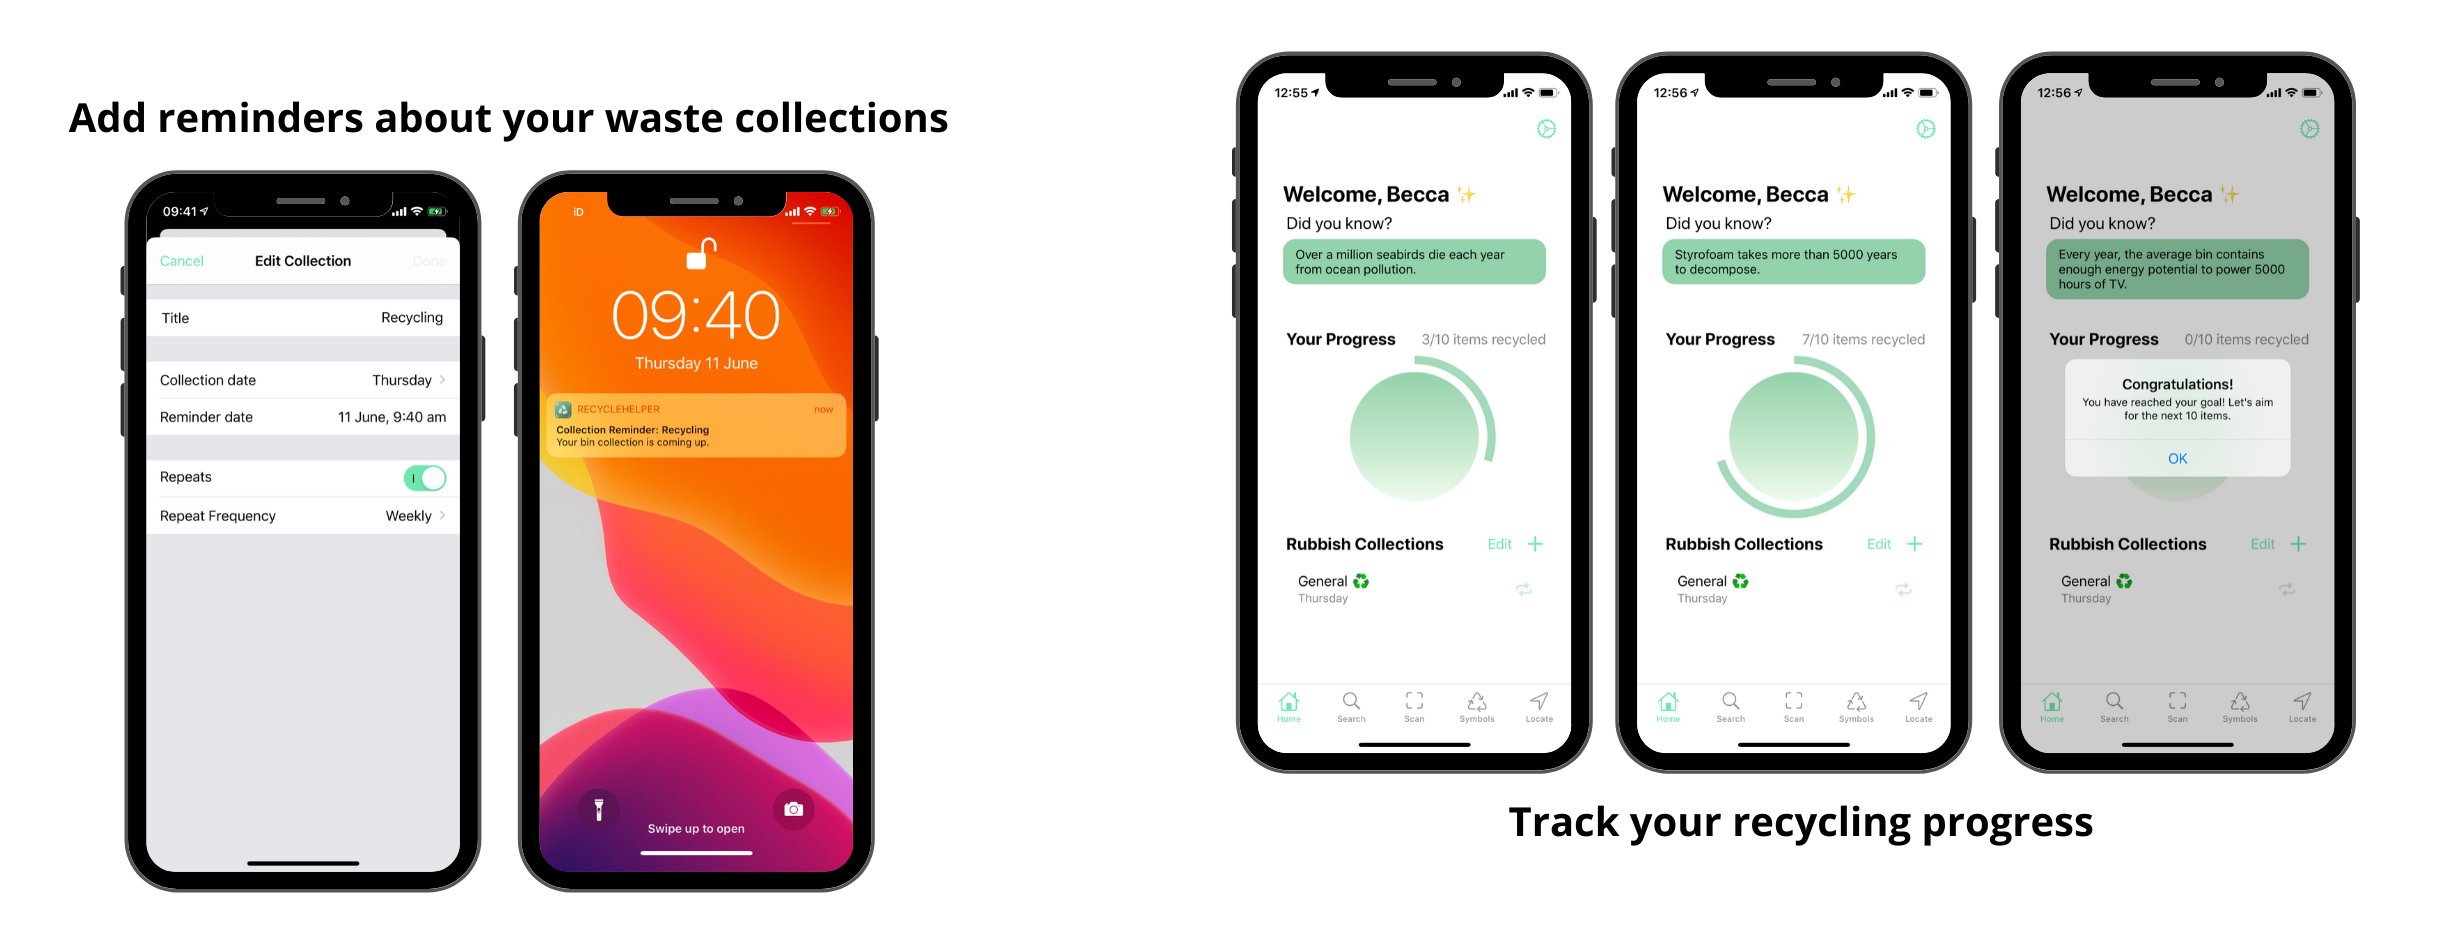 Add reminders about your waste collections
09:41
Cancel Edit Collection Done
Title Recycling
Collection date Thursday
Reminder date 11 June, 9:40 am
Repeats
Repeat Frequency Weekly
iD
09:40
Thursday 11 June
RECYCLEHELPER now
Collection Reminder: Recycling
Your bin collection is coming up.
Swipe up to open
12:55
Welcome, Becca ✨
Did you know?
Over a million seabirds die each year
from ocean pollution.
Your Progress 3/10 items recycled
Rubbish Collections Edit +
General ♻
Thursday
Home Search Scan Symbols Locate
12:56
Welcome, Becca ✨
Did you know?
Styrofoam takes more than 5000 years
to decompose.
Your Progress 7/10 items recycled
Rubbish Collections Edit +
General ♻
Thursday
Home Search Scan Symbols Locate
12:56
Welcome, Becca ✨
Did you know?
Every year, the average bin contains
enough energy potential to power 5000
hours of TV.
Your Progress 0/10 items recycled
Congratulations!
You have reached your goal! Let's aim
for the next 10 items.
OK
Rubbish Collections Edit +
General ♻
Thursday
Home Search Scan Symbols Locate
Track your recycling progress